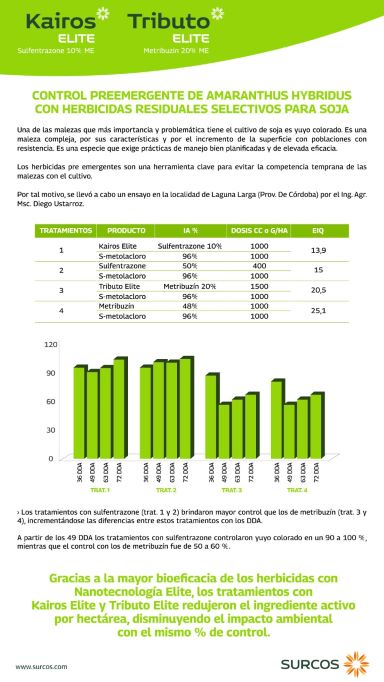 Kairos Tributo
ELITE ELITE
Sulfentrazone 10% ME Metribuzin 20% ME
CONTROL PREEMERGENTE DE AMARANTHUS HYBRIDUS
CON HERBICIDAS RESIDUALES SELECTIVOS PARA SOJA
Una de las malezas que más importancia y problemática tiene el cultivo de soja es yuyo colorado. Es una
maleza compleja, por sus características y por el incremento de la superficie con poblaciones con
resistencia. Es una especie que exige prácticas de manejo bien planificadas y de elevada eficacia.
Los herbicidas pre emergentes son una herramienta clave para evitar la competencia temprana de las
malezas con el cultivo.
Por tal motivo, se llevó a cabo un ensayo en la localidad de Laguna Larga (Prov. De Córdoba) por el Ing. Agr.
Msc. Diego Ustarroz.
TRATAMIENTOS PRODUCTO IA % DOSIS CC o G/HA EIQ
1 Kairos Elite Sulfentrazone 10% 1000 13,9
S-metolacloro 96% 1000
2 Sulfentrazone 50% 400 15
S-metolacloro 96% 1000
3 Tributo Elite Metribuzín 20% 1500 20,5
S-metolacloro 96% 1000
4 Metribuzín 48% 1000 25,1
S-metolacloro 96% 1000
120
90
60
30
0
36 DDA 49 DDA 63 DDA 72 DDA 36 DDA 49 DDA 63 DDA 72 DDA 36 DDA 49 DDA 63 DDA 72 DDA 36 DDA 49 DDA 63 DDA 72 DDA
TRAT. 1 TRAT. 2 TRAT. 3 TRAT. 4
› Los tratamientos con sulfentrazone (trat. 1 y 2) brindaron mayor control que los de metribuzín (trat. 3 y
4), incrementándose las diferencias entre estos tratamientos con los DDA.
A partir de los 49 DDA los tratamientos con sulfentrazone controlaron yuyo colorado en un 90 a 100 %,
mientras que el control con los de metribuzin fue de 50 a 60 %.
Gracias a la mayor bioeficacia de los herbicidas con
Nanotecnología Elite, los tratamientos con
Kairos Elite y Tributo Elite redujeron el ingrediente activo
por hectárea, disminuyendo el impacto ambiental
con el mismo % de control.
www.surcos.com SURCOS